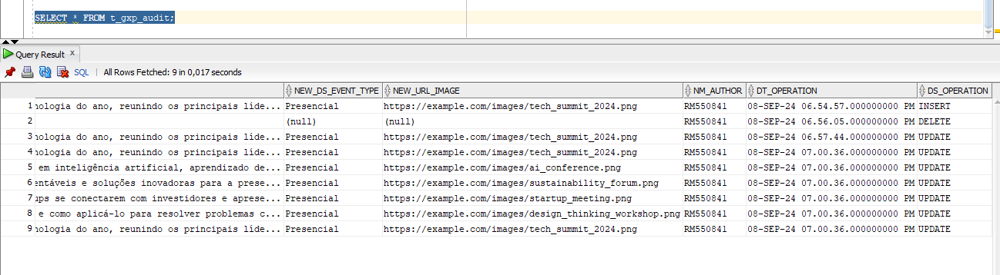 SELECT * FROM t_gxp_audit;
Query Result x
SQL | All Rows Fetched: 9 in 0,017 seconds
NEW_DS_EVENT_TYPE NEW_URL_IMAGE NM_AUTHOR DT_OPERATION DS_OPERATION
1 nologia do ano, reunindo os principais líde... Presencial https://example.com/images/tech_summit_2024.png RM550841 08-SEP-24 06.54.57.000000000 PM INSERT
2 (null) (null) RM550841 08-SEP-24 06.56.05.000000000 PM DELETE
3 nologia do ano, reunindo os principais líde... Presencial https://example.com/images/tech_summit_2024.png RM550841 08-SEP-24 06.57.44.000000000 PM UPDATE
4 nologia do ano, reunindo os principais líde... Presencial https://example.com/images/tech_summit_2024.png RM550841 08-SEP-24 07.00.36.000000000 PM UPDATE
5 em inteligência artificial, aprendizado de... Presencial https://example.com/images/ai_conference.png RM550841 08-SEP-24 07.00.36.000000000 PM UPDATE
6 entáveis e soluções inovadoras para a prese... Presencial https://example.com/images/sustainability_forum.png RM550841 08-SEP-24 07.00.36.000000000 PM UPDATE
7 ups se conectarem com investidores e aprese... Presencial https://example.com/images/startup_meeting.png RM550841 08-SEP-24 07.00.36.000000000 PM UPDATE
8 e como aplicá-lo para resolver problemas c... Presencial https://example.com/images/design_thinking_workshop.png RM550841 08-SEP-24 07.00.36.000000000 PM UPDATE
9 nologia do ano, reunindo os principais líde... Presencial https://example.com/images/tech_summit_2024.png RM550841 08-SEP-24 07.00.36.000000000 PM UPDATE